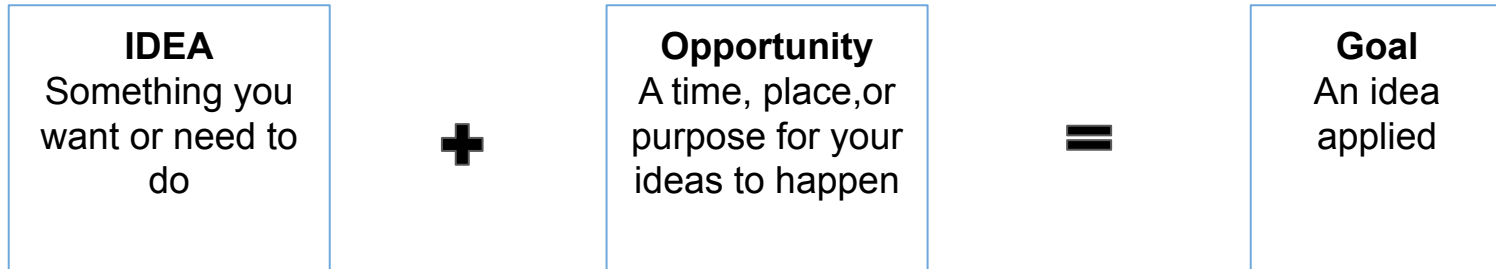 IDEA
Something you
want or need to
do
+
Opportunity
A time, place,or
purpose for your
ideas to happen
=
Goal
An idea
applied